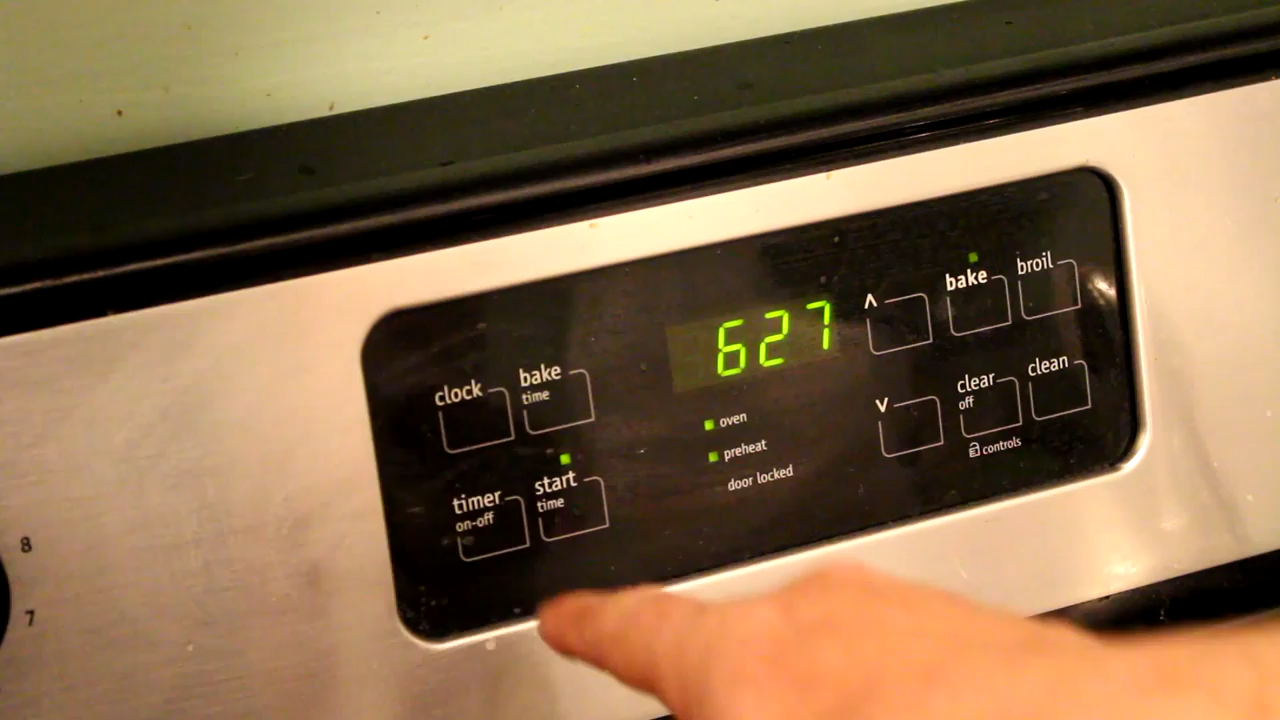 clock
bake
time
timer
on-off
start
time
627
oven
preheat
door locked
^
bake
broil
v
clear
off
clean
controls
8
7